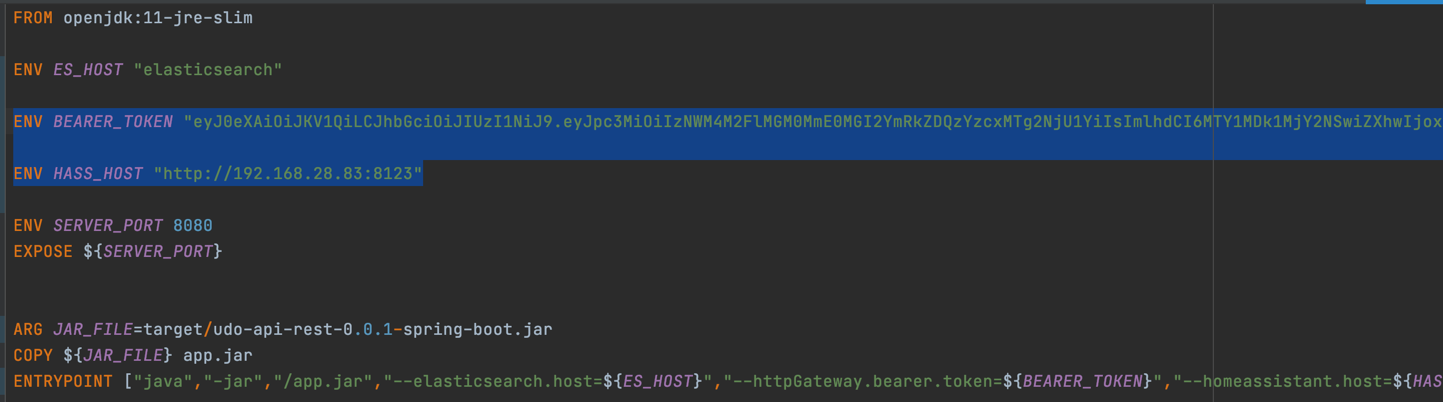 FROM openjdk:11-jre-slim
ENV ES_HOST "elasticsearch"
ENV BEARER_TOKEN "eyJ0eXAiOiJKV1QiLCJhbGciOiJIUzI1NiJ9.eyJpc3MiOiIzNWM4M2FlMGM0MmE0MGI2YmRkZDQzYzcxMTg2NjU1YiIsImlhdCI6MTY1MDk1MjY2NSwiZXhwIjox
ENV HASS_HOST "http://192.168.28.83:8123"
ENV SERVER_PORT 8080
EXPOSE ${SERVER_PORT}
ARG JAR_FILE=target/udo-api-rest-0.0.1-spring-boot.jar
COPY ${JAR_FILE} app.jar
ENTRYPOINT ["java","-jar","/app.jar","--elasticsearch.host=${ES_HOST}","--httpGateway.bearer.token=${BEARER_TOKEN}","--homeassistant.host=${HAS